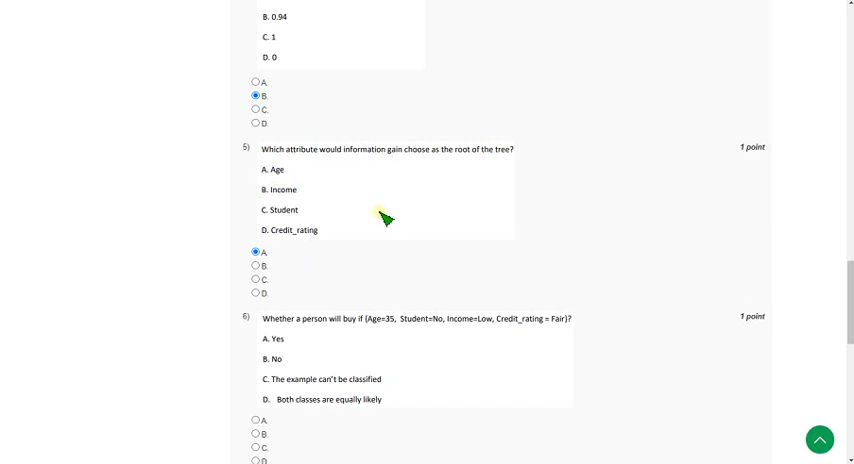 B. 0.94
C. 1
D. 0
A.
B.
C.
D.
5) Which attribute would information gain choose as the root of the tree? 1 point
A. Age
B. Income
C. Student
D. Credit_rating
A.
B.
C.
D.
6) Whether a person will buy if {Age=35, Student=No, Income=Low, Credit_rating = Fair}? 1 point
A. Yes
B. No
C. The example can't be classified
D. Both classes are equally likely
A.
B.
C.
D.